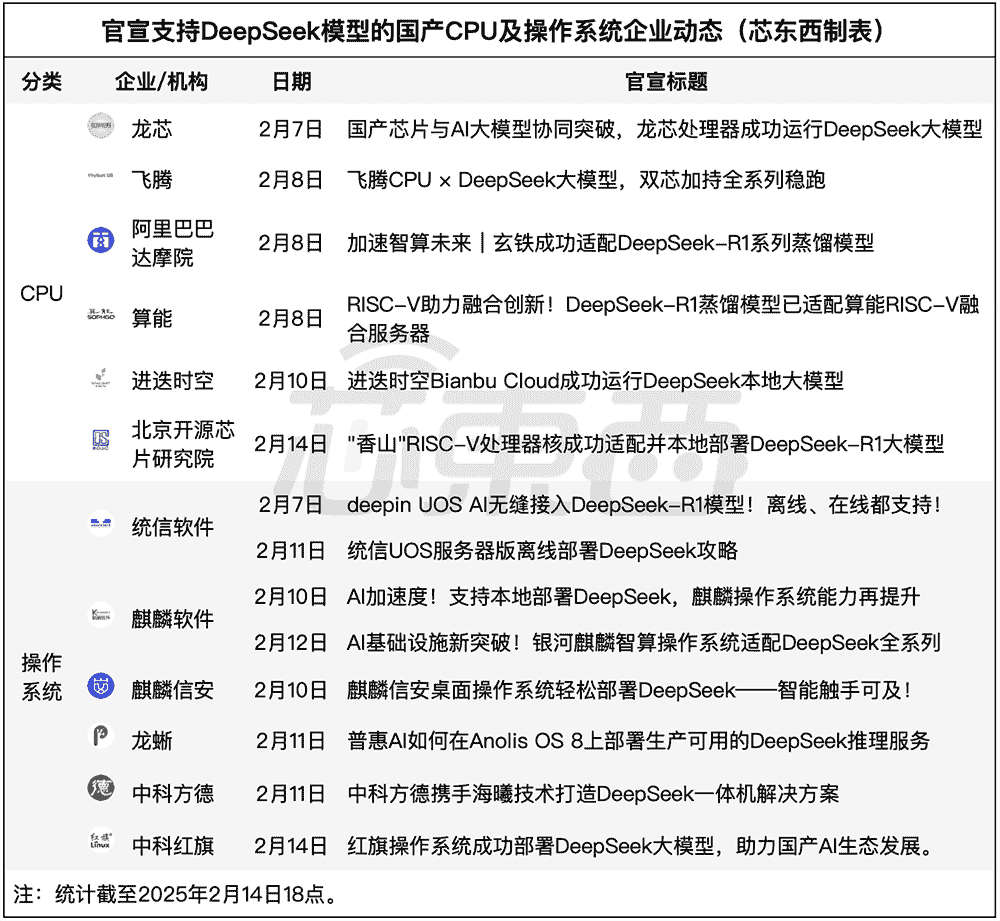 官宣支持DeepSeek模型的国产CPU及操作系统企业动态（芯东西制表）
分类 企业/机构 日期 官宣标题
CPU
龙芯 2月7日 国产芯片与AI大模型协同突破，龙芯处理器成功运行DeepSeek大模型
飞腾 2月8日 飞腾CPU × DeepSeek大模型，双芯加持全系列稳跑
阿里巴巴
达摩院 2月8日 加速智算未来｜玄铁成功适配DeepSeek-R1系列蒸馏模型
SOPHGO
算能 2月8日 RISC-V助力融合创新！DeepSeek-R1蒸馏模型已适配算能RISC-V融
合服务器
进迭时空 2月10日 进迭时空Bianbu Cloud成功运行DeepSeek本地大模型
北京开源芯
片研究院 2月14日 "香山"RISC-V处理器核成功适配并本地部署DeepSeek-R1大模型
芯東西
操作
系统
统信软件 2月7日 deepin UOS AI无缝接入DeepSeek-R1模型！离线、在线都支持！
2月11日 统信UOS服务器版离线部署DeepSeek攻略
麒麟软件 2月10日 AI加速度！支持本地部署DeepSeek，麒麟操作系统能力再提升
2月12日 AI基础设施新突破！银河麒麟智算操作系统适配DeepSeek全系列
麒麟信安 2月10日 麒麟信安桌面操作系统轻松部署DeepSeek——智能触手可及！
龙蜥 2月11日 普惠AI如何在Anolis OS 8上部署生产可用的DeepSeek推理服务
德
中科方德 2月11日 中科方德携手海曦技术打造DeepSeek一体机解决方案
红旗
Linux
中科红旗 2月14日 红旗操作系统成功部署DeepSeek大模型，助力国产AI生态发展。
注：统计截至2025年2月14日18点。